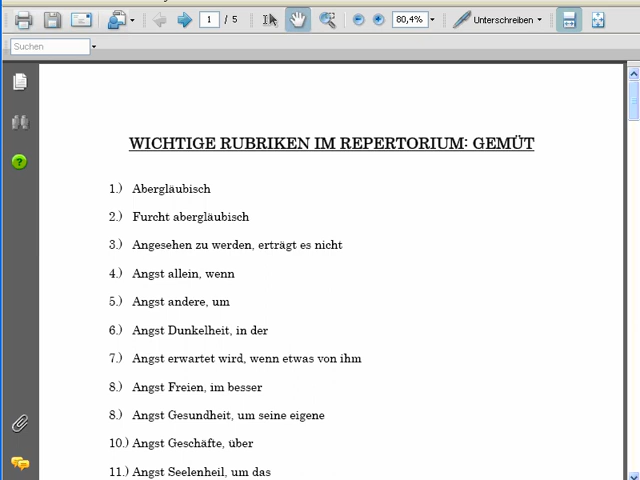 1 / 5
80,4%
Unterschreiben
Suchen
WICHTIGE RUBRIKEN IM REPERTORIUM: GEMÜT
1.) Abergläubisch
2.) Furcht abergläubisch
3.) Angesehen zu werden, erträgt es nicht
4.) Angst allein, wenn
5.) Angst andere, um
6.) Angst Dunkelheit, in der
7.) Angst erwartet wird, wenn etwas von ihm
8.) Angst Freien, im besser
8.) Angst Gesundheit, um seine eigene
10.) Angst Geschäfte, über
11.) Angst Seelenheil, um das